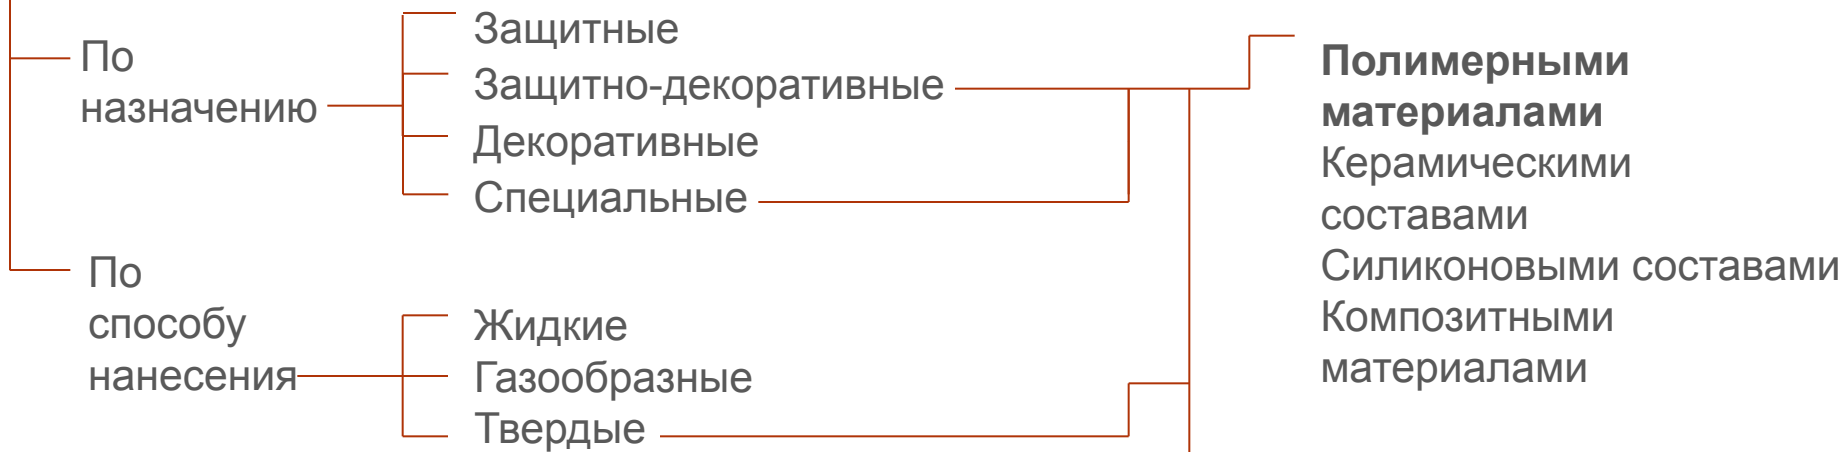 По
назначению
Защитные
Защитно-декоративные
Декоративные
Специальные
По
способу
нанесения
Жидкие
Газообразные
Твердые
Полимерными
материалами
Керамическими
составами
Силиконовыми составами
Композитными
материалами